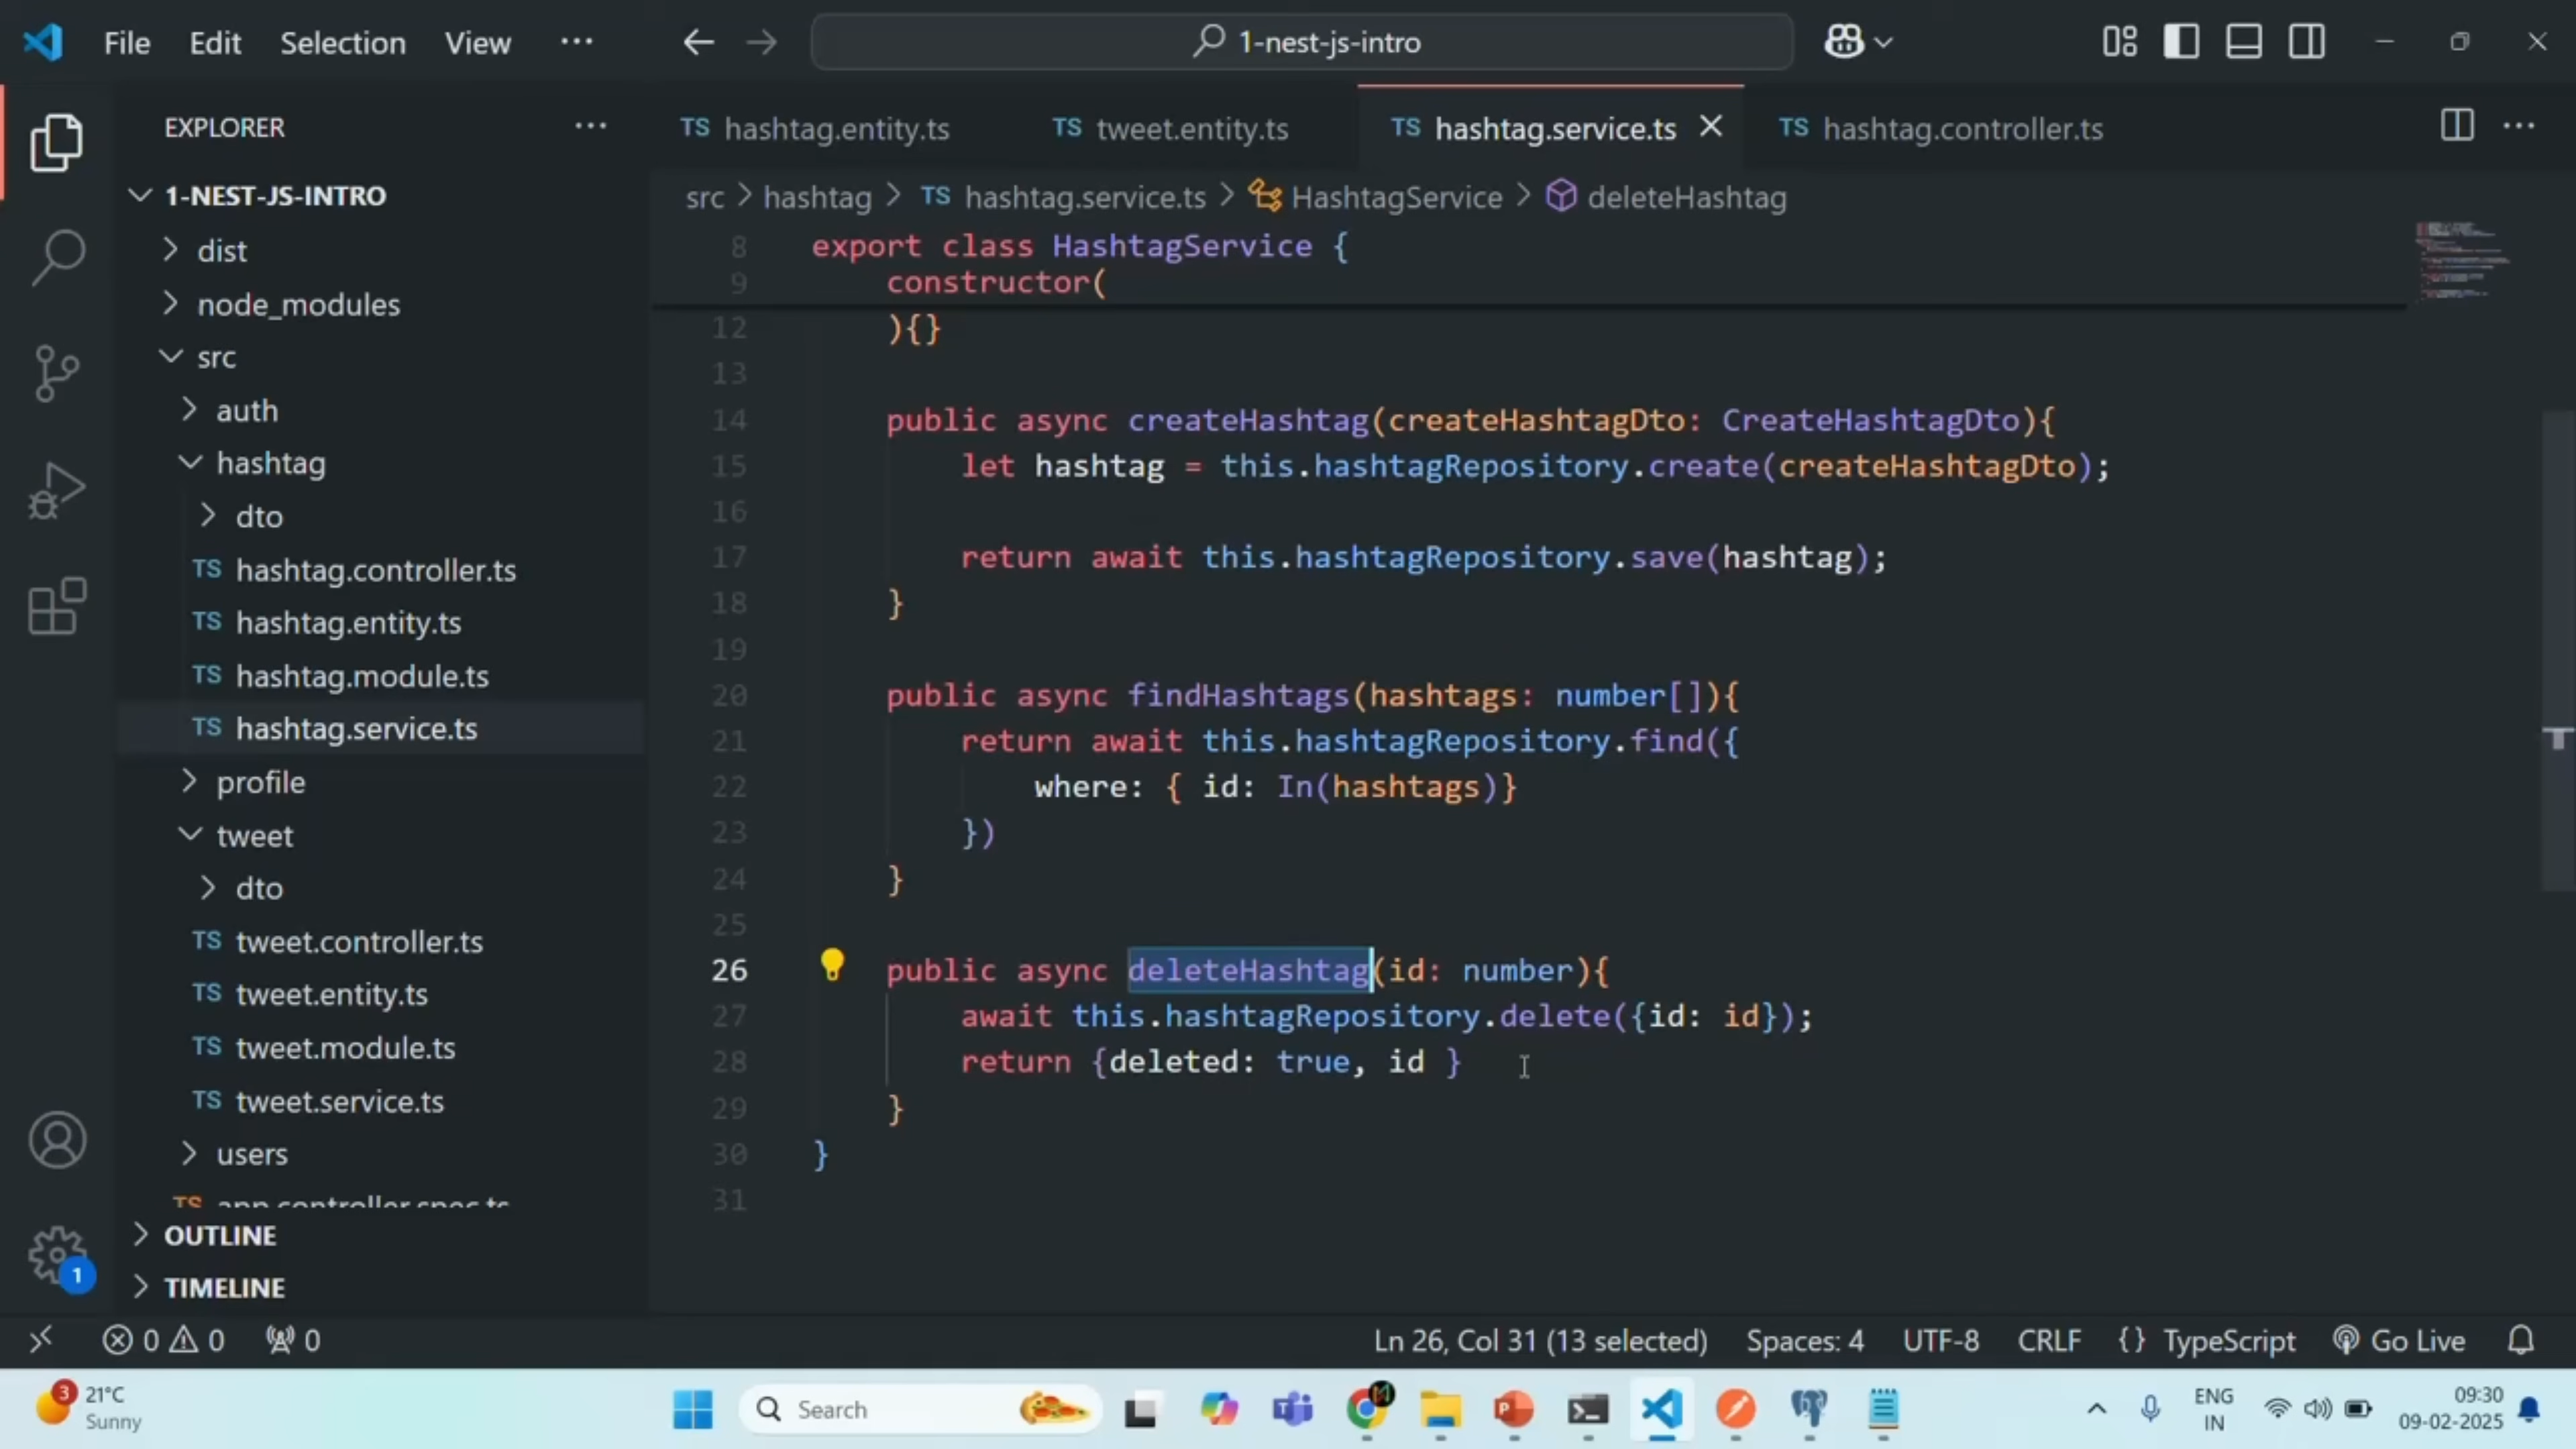 File Edit Selection View ··· 1-nest-js-intro
EXPLORER ···
1-NEST-JS-INTRO
dist
node_modules
src
auth
hashtag
dto
TS hashtag.controller.ts
TS hashtag.entity.ts
TS hashtag.module.ts
TS hashtag.service.ts
profile
tweet
dto
TS tweet.controller.ts
TS tweet.entity.ts
TS tweet.module.ts
TS tweet.service.ts
users
TS app.controller.spec.ts
OUTLINE
TIMELINE
TS hashtag.entity.ts TS tweet.entity.ts TS hashtag.service.ts TS hashtag.controller.ts
src > hashtag > TS hashtag.service.ts > HashtagService > deleteHashtag
8 export class HashtagService {
9 constructor(
12 ){}
13
14 public async createHashtag(createHashtagDto: CreateHashtagDto){
15 let hashtag = this.hashtagRepository.create(createHashtagDto);
16
17 return await this.hashtagRepository.save(hashtag);
18 }
19
20 public async findHashtags(hashtags: number[]){
21 return await this.hashtagRepository.find({
22 where: { id: In(hashtags)}
23 })
24 }
25
26 public async deleteHashtag(id: number){
27 await this.hashtagRepository.delete({id: id});
28 return {deleted: true, id }
29 }
30 }
31
1
0 0 0 Ln 26, Col 31 (13 selected) Spaces: 4 UTF-8 CRLF {} TypeScript Go Live
3 21°C
Sunny
Search
ENG
IN
09:30
09-02-2025